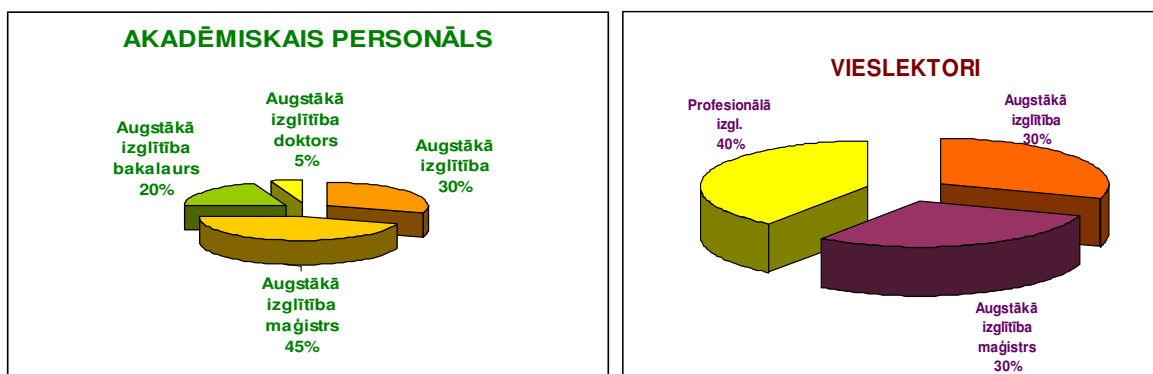 AKADĒMISKAIS PERSONĀLS
Augstākā
izglītība
doktors
5%
Augstākā
izglītība
bakalaurs
20%
Augstākā
izglītība
30%
Augstākā
izglītība
maģistrs
45%
VIESLEKTORI
Profesionālā
izgl.
40%
Augstākā
izglītība
30%
Augstākā
izglītība
maģistrs
30%